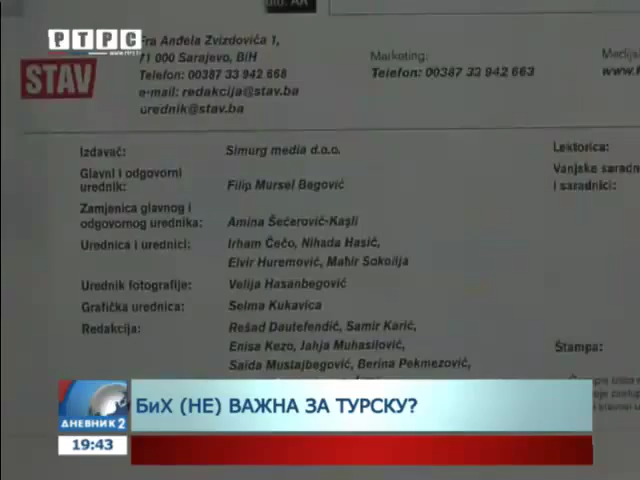 РТРС
STAV
Fra Anđela Zvizdovića 1,
71 000 Sarajevo, BiH
Telefon: 00387 33 942 668
e-mail: redakcija@stav.ba
urednik@stav.ba
Marketing:
Telefon: 00387 33 942 663
Izdavač:
Simurg media d.o.o.
Glavni i odgovorni
urednik:
Filip Mursel Begović
Zamjenica glavnog i
odgovornog urednika:
Amina Šećerović-Kaşli
Urednica i urednici:
Irham Čečo, Nihada Hasić,
Elvir Huremović, Mahir Sokolija
Urednik fotografije:
Velija Hasanbegović
Grafička urednica:
Selma Kukavica
Redakcija:
Rešad Dautefendić, Samir Karić,
Enisa Kezo, Jahja Muhasilović,
Saida Mustajbegović, Berina Pekmezović,
Lektorica:
Vanjske saradn
i saradnici:
Štampa:
БиХ (НЕ) ВАЖНА ЗА ТУРСКУ?
ДНЕВНИК 2
19:43